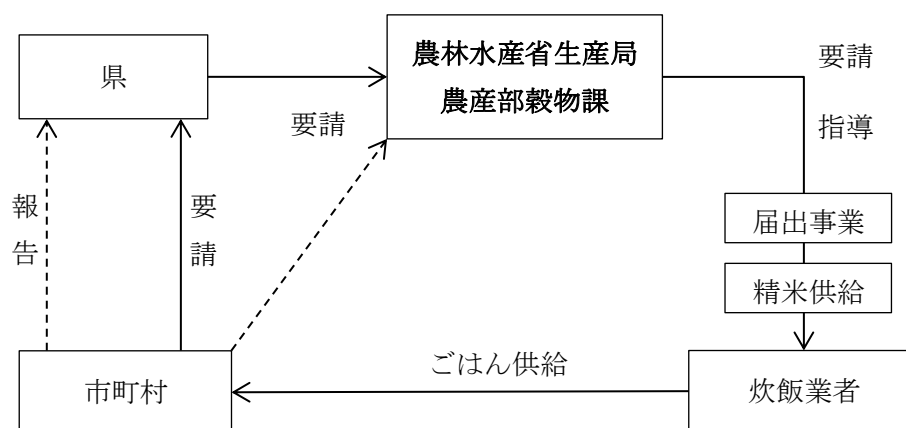 県
農林水産省生産局
農産部穀物課
要請
指導
要請
報告
要請
届出事業
精米供給
市町村
ごはん供給
炊飯業者